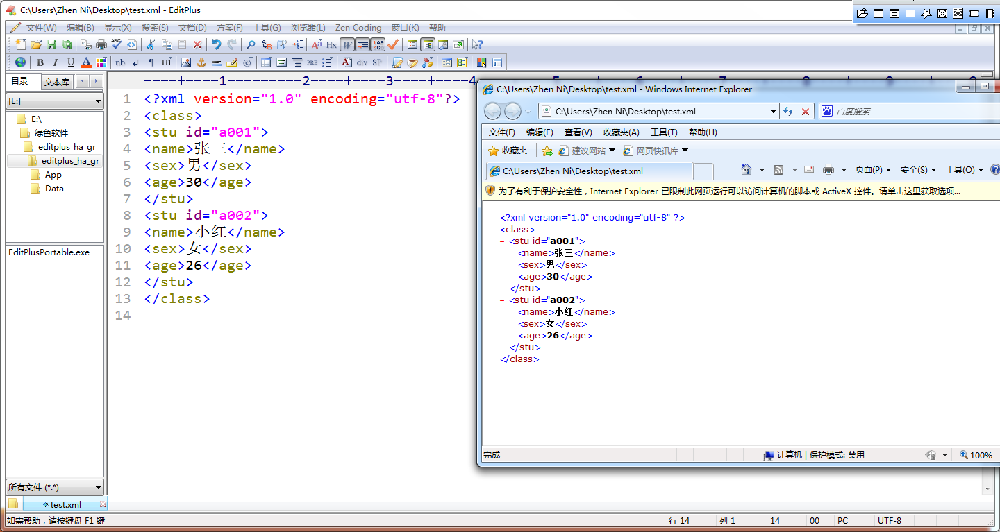 C:\Users\Zhen Ni\Desktop\test.xml - EditPlus
文件(W) 编辑(B) 显示(X) 搜索(S) 文档(D) 方案(F) 工具(G) 浏览器(L) Zen Coding 窗口(K) 帮助
B I U A nb ¶ HI PRE A div SP
目录 文本库
[E:]
E:\
绿色软件
editplus_ha_gr
editplus_ha_gr
App
Data
EditPlusPortable.exe
所有文件 (*.*)
----+----1----+----2----+----3----+----4
1 <?xml version="1.0" encoding="utf-8"?>
2 <class>
3 <stu id="a001">
4 <name>张三</name>
5 <sex>男</sex>
6 <age>30</age>
7 </stu>
8 <stu id="a002">
9 <name>小红</name>
10 <sex>女</sex>
11 <age>26</age>
12 </stu>
13 </class>
14
C:\Users\Zhen Ni\Desktop\test.xml - Windows Internet Explorer
C:\Users\Zhen Ni\Desktop\test.xml 百度搜索
文件(F) 编辑(E) 查看(V) 收藏夹(A) 工具(T) 帮助(H)
收藏夹 建议网站 网页快讯库
C:\Users\Zhen Ni\Desktop\test.xml 页面(P) 安全(S) 工具(O)
为了有利于保护安全性，Internet Explorer 已限制此网页运行可以访问计算机的脚本或 ActiveX 控件。请单击这里获取选项...
<?xml version="1.0" encoding="utf-8" ?>
- <class>
- <stu id="a001">
<name>张三</name>
<sex>男</sex>
<age>30</age>
</stu>
- <stu id="a002">
<name>小红</name>
<sex>女</sex>
<age>26</age>
</stu>
</class>
完成 计算机 | 保护模式: 禁用 100%
test.xml
如需帮助，请按键盘 F1 键 行 14 列 1 14 00 PC UTF-8